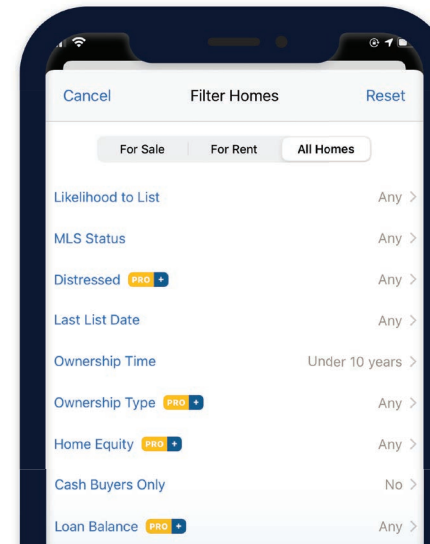 Cancel Filter Homes Reset
For Sale For Rent All Homes
Likelihood to List Any
MLS Status Any
Distressed PRO + Any
Last List Date Any
Ownership Time Under 10 years
Ownership Type PRO + Any
Home Equity PRO + Any
Cash Buyers Only No
Loan Balance PRO + Any